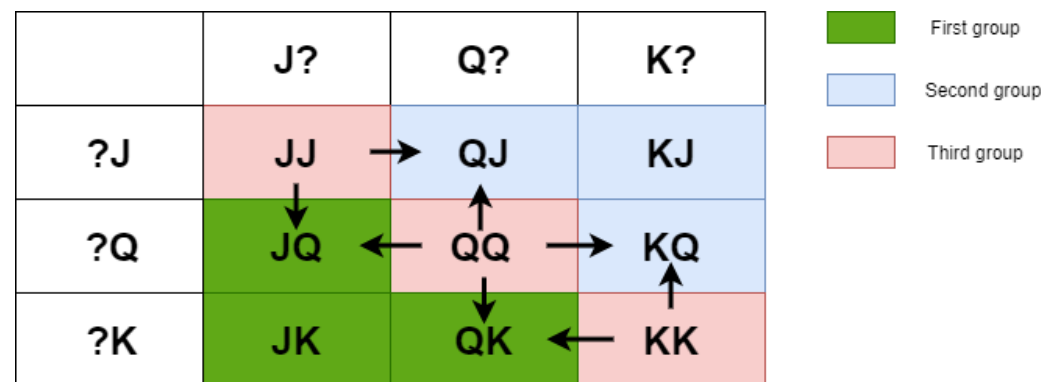 J? Q? K?
First group
Second group
Third group
?J JJ QJ KJ
?Q JQ QQ KQ
?K JK QK KK